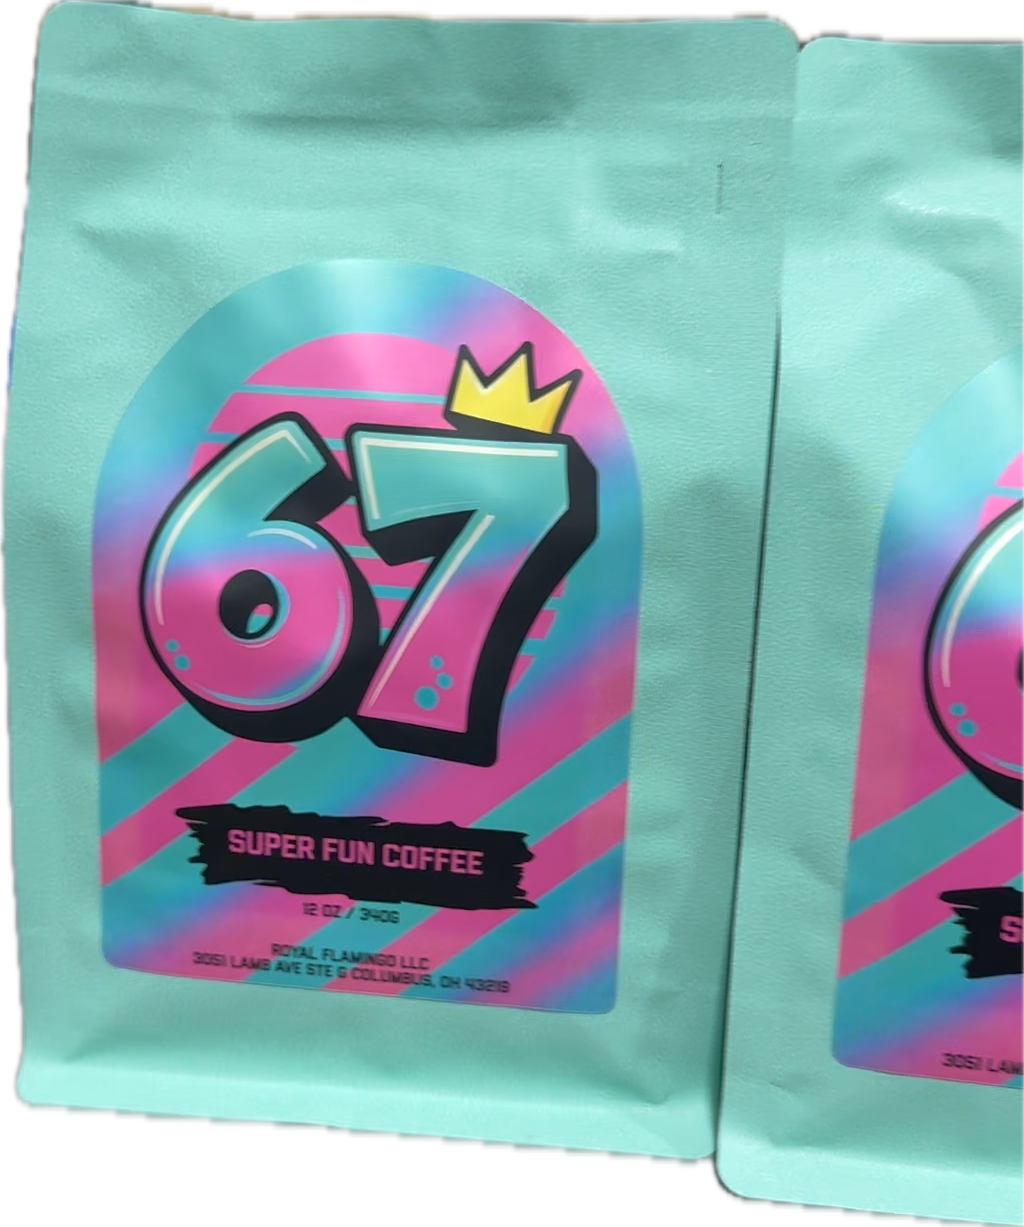 67
SUPER FUN COFFEE
12 OZ / 340G
ROYAL FLAMINGO LLC
3051 LAMB AVE STE G COLUMBUS, OH 43219
S
3051 LAM